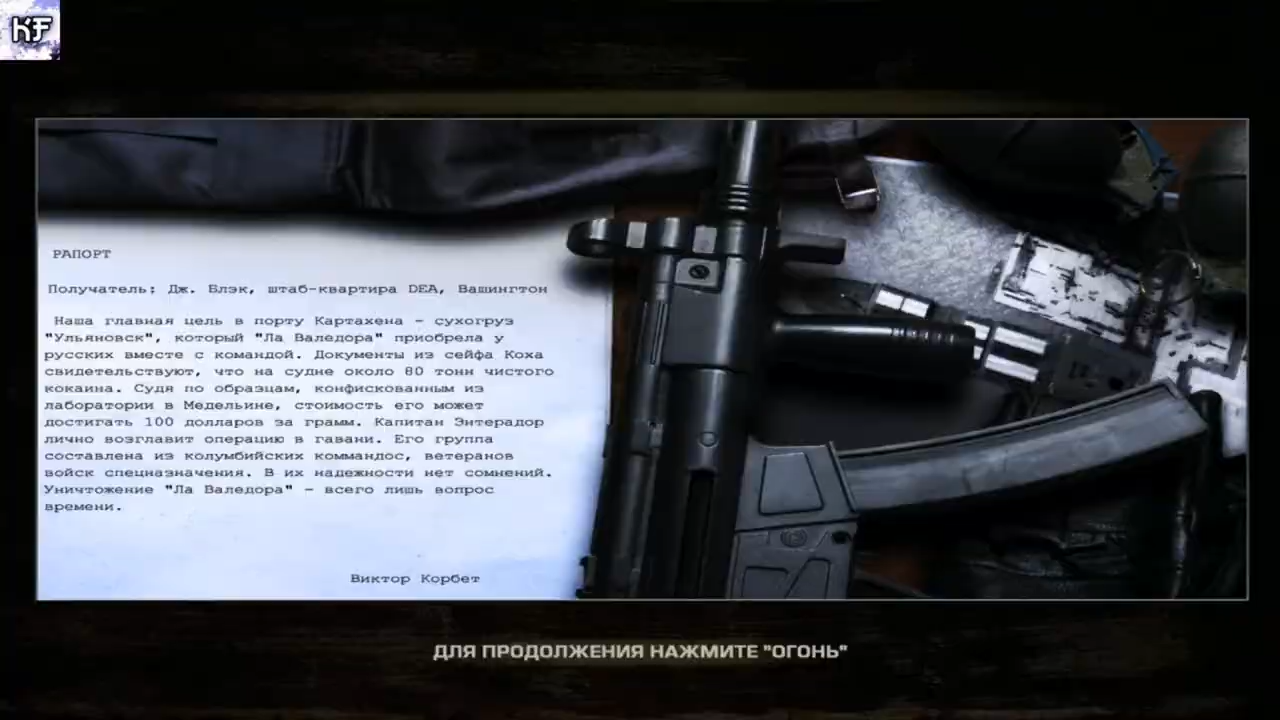 KF
РАПОРТ
Получатель: Дж. Блэк, штаб-квартира DEA, Вашингтон
Наша главная цель в порту Картахена - сухогруз
"Ульяновск", который "Ла Валедора" приобрела у
русских вместе с командой. Документы из сейфа Коха
свидетельствуют, что на судне около 80 тонн чистого
кокаина. Судя по образцам, конфискованным из
лаборатории в Медельине, стоимость его может
достигать 100 долларов за грамм. Капитан Энтерадор
лично возглавит операцию в гавани. Его группа
составлена из колумбийских коммандос, ветеранов
войск спецназначения. В их надежности нет сомнений.
Уничтожение "Ла Валедора" - всего лишь вопрос
времени.
Виктор Корбет
ДЛЯ ПРОДОЛЖЕНИЯ НАЖМИТЕ "ОГОНЬ"